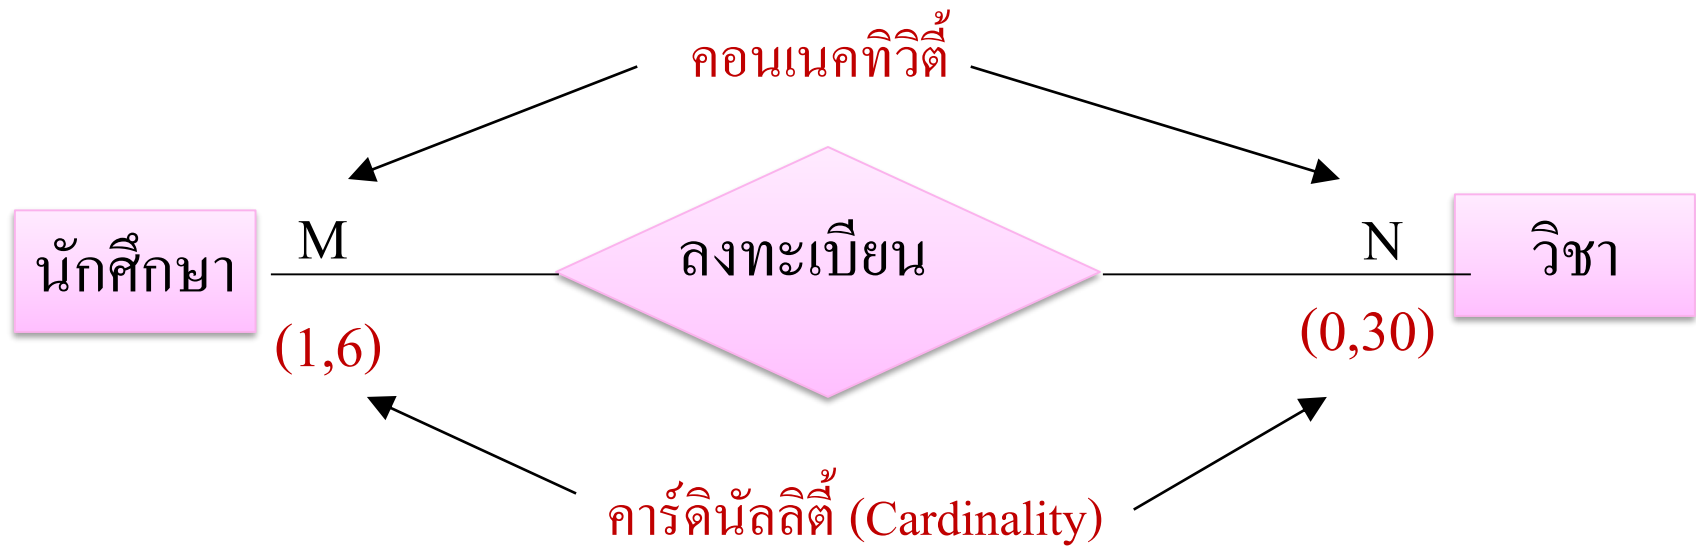 คอนเนคทิวิตี้
นักศึกษา M ลงทะเบียน N วิชา
(1,6) (0,30)
คาร์ดินัลลิตี้ (Cardinality)